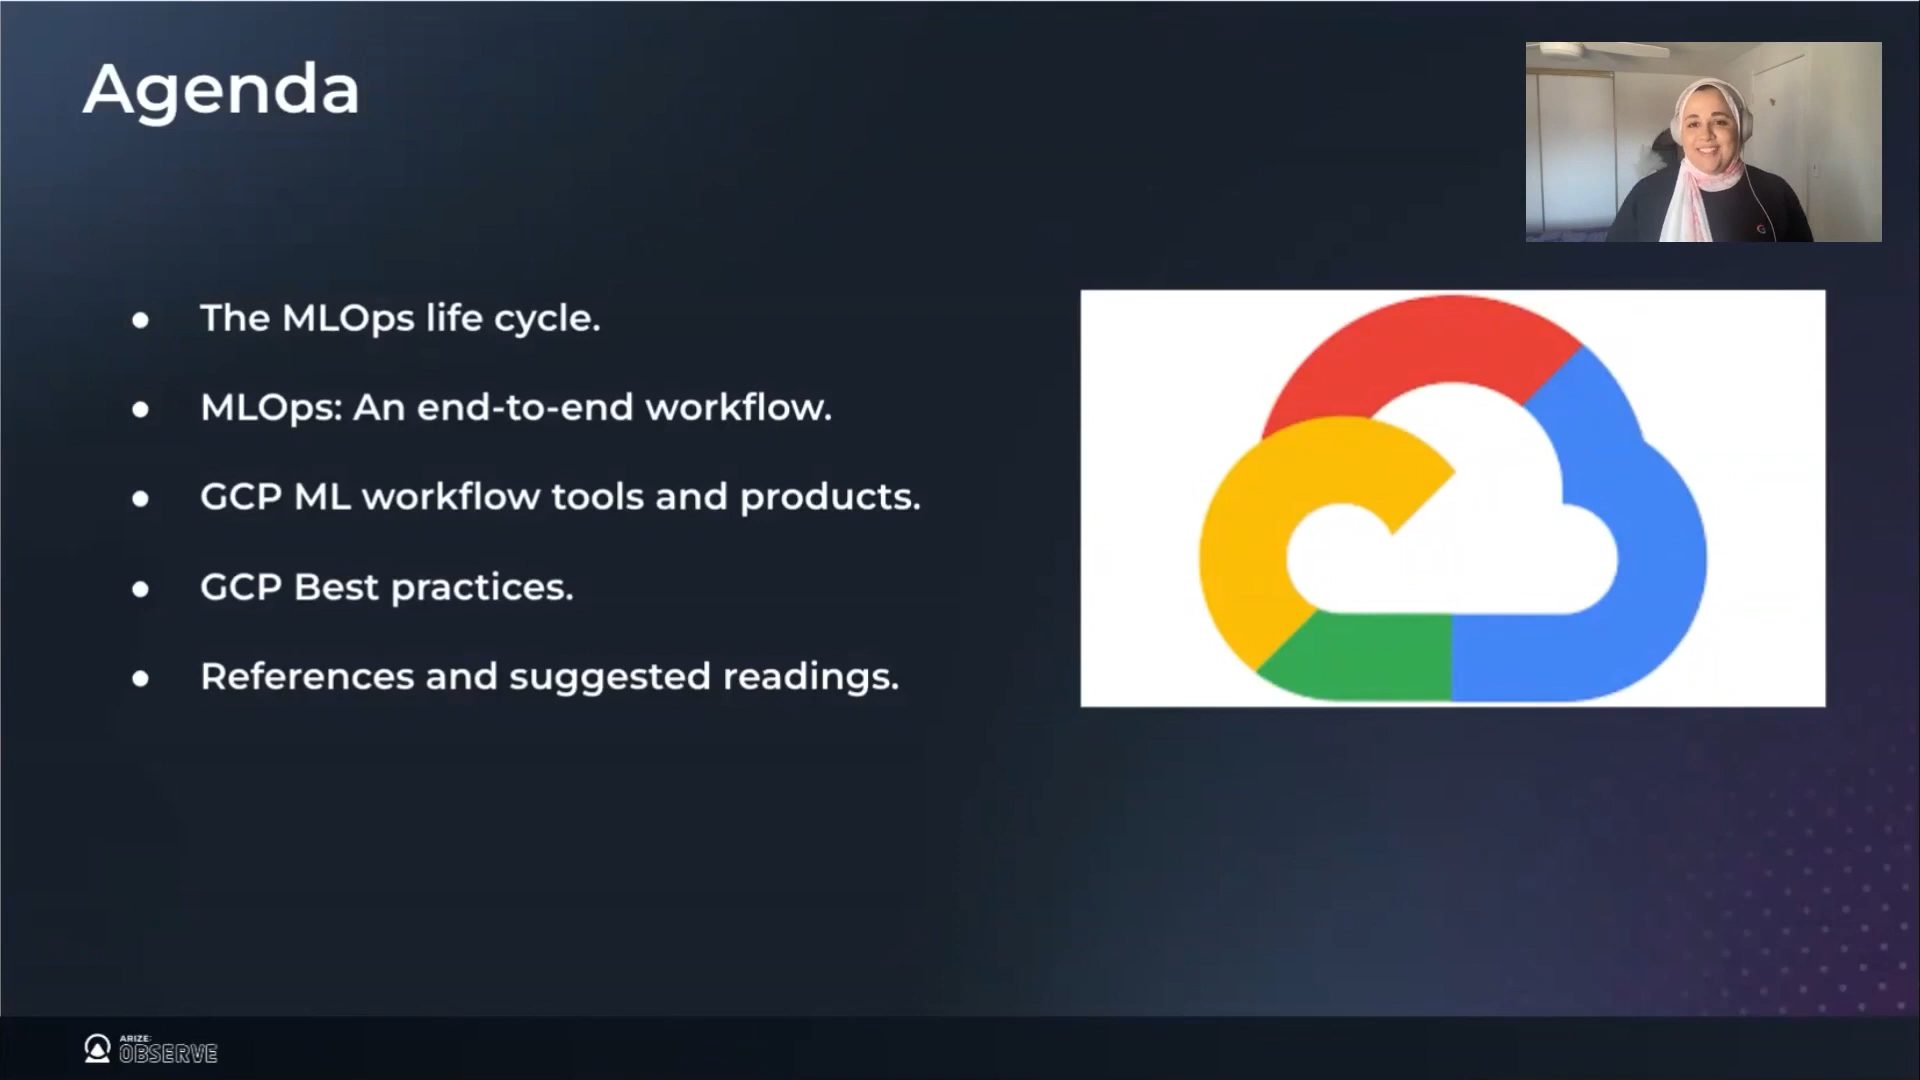 Agenda
● The MLOps life cycle.
● MLOps: An end-to-end workflow.
● GCP ML workflow tools and products.
● GCP Best practices.
● References and suggested readings.
ARIZE:
OBSERVE